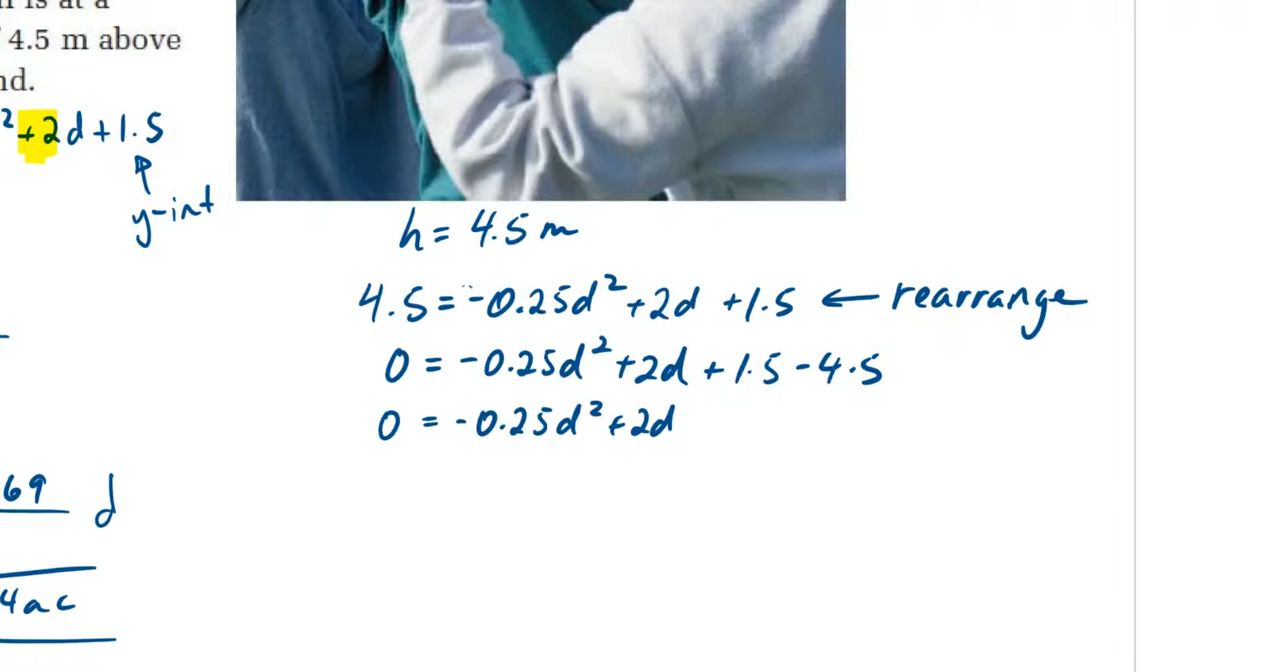 4.5 m above
nd.
² +2d + 1.5
y-int
h = 4.5 m
4.5 = -0.25d² + 2d + 1.5 ← rearrange
0 = -0.25d² + 2d + 1.5 - 4.5
0 = -0.25d² + 2d
69 d
4ac